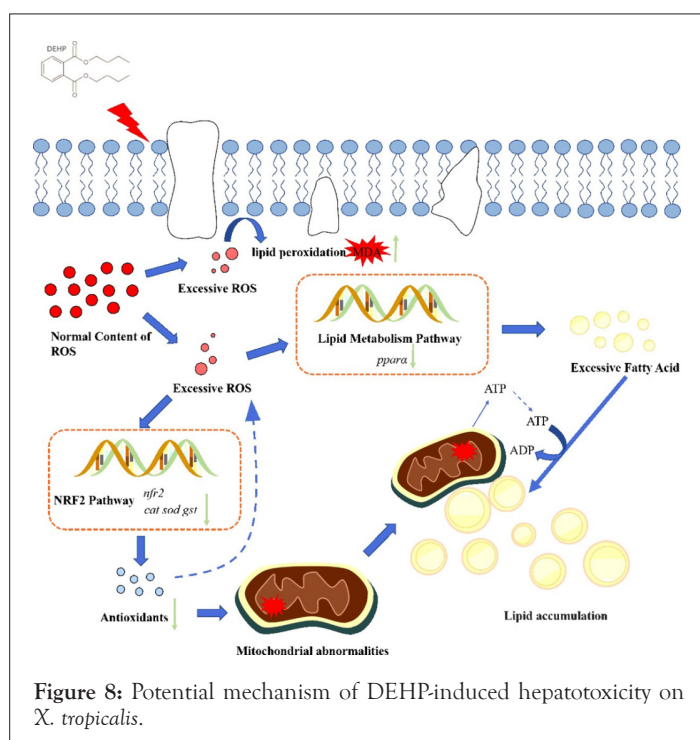 DEHP
O
O
O
O
lipid peroxidation MDA
Excessive ROS
Normal Content of
ROS
Excessive ROS
Lipid Metabolism Pathway
pparα
Excessive Fatty Acid
ATP
ATP
ADP
NRF2 Pathway
nfr2
cat sod gst
Antioxidants
Mitochondrial abnormalities
Lipid accumulation
Figure 8: Potential mechanism of DEHP-induced hepatotoxicity on
X. tropicalis.